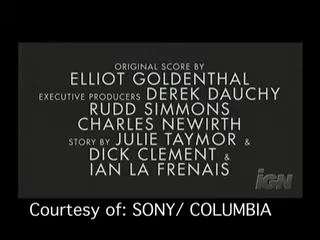 ORIGINAL SCORE BY
ELLIOT GOLDENTHAL
EXECUTIVE PRODUCERS DEREK DAUCHY
RUDD SIMMONS
CHARLES NEWIRTH
STORY BY JULIE TAYMOR &
DICK CLEMENT &
IAN LA FRENAIS
IGN
Courtesy of: SONY/ COLUMBIA